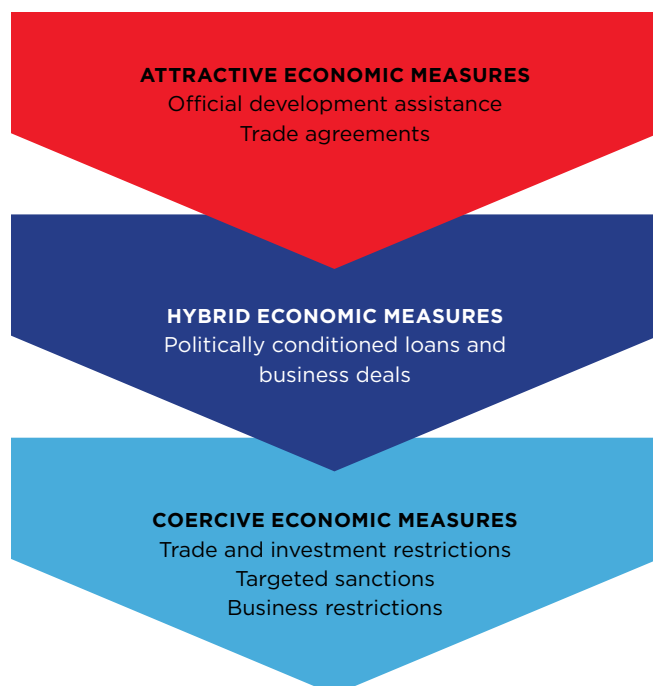 ATTRACTIVE ECONOMIC MEASURES
Official development assistance
Trade agreements
HYBRID ECONOMIC MEASURES
Politically conditioned loans and
business deals
COERCIVE ECONOMIC MEASURES
Trade and investment restrictions
Targeted sanctions
Business restrictions